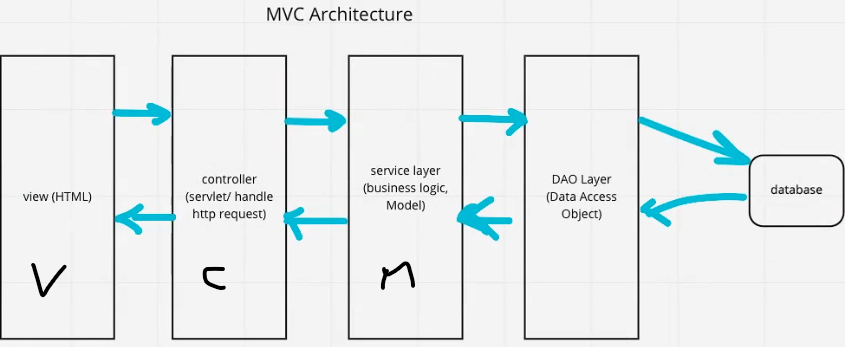 MVC Architecture
view (HTML)
controller
(servlet/ handle
http request)
service layer
(business logic,
Model)
DAO Layer
(Data Access
Object)
database
V
C
M